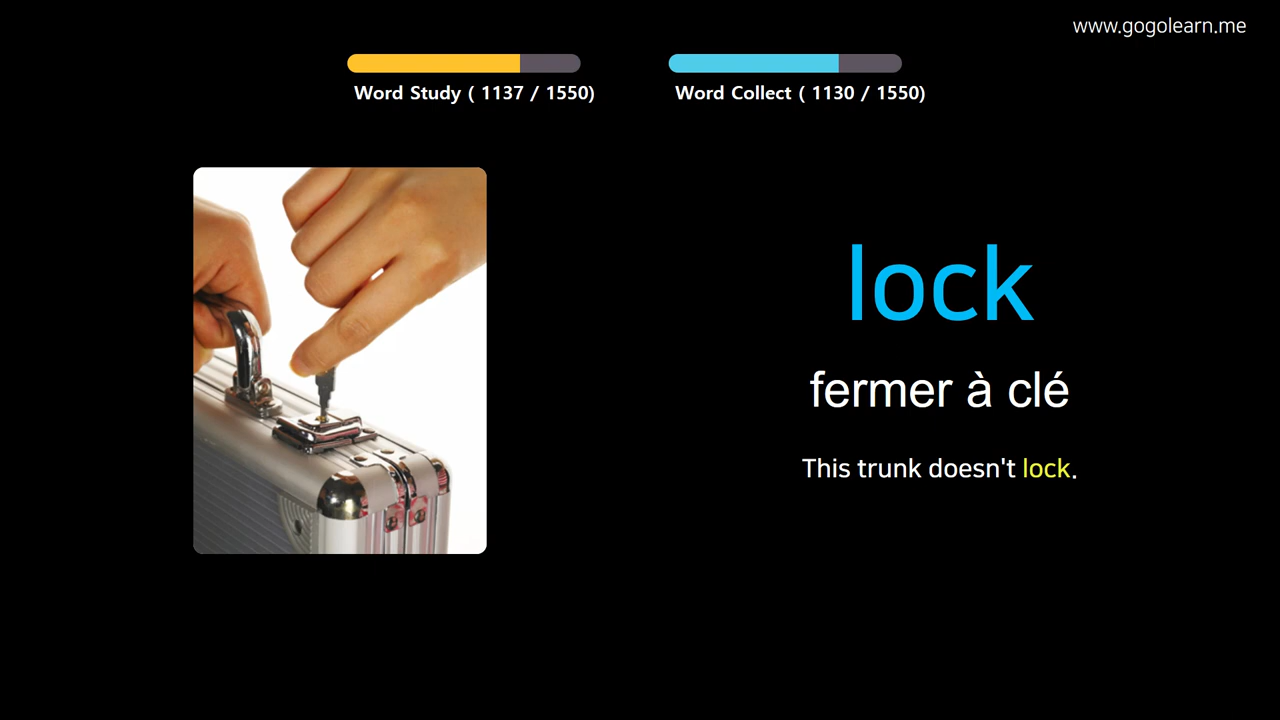 www.gogolearn.me
Word Study ( 1137 / 1550)
Word Collect ( 1130 / 1550)
lock
fermer à clé
This trunk doesn't lock.